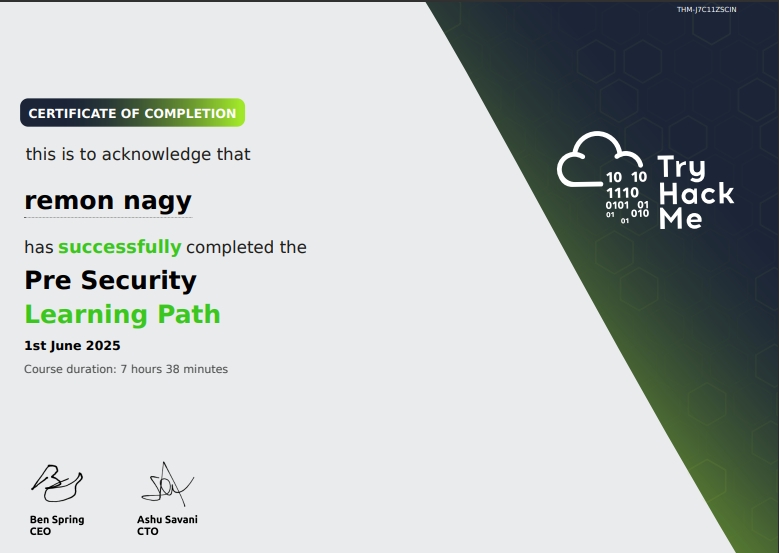 THM-J7C11ZSCIN
CERTIFICATE OF COMPLETION
this is to acknowledge that
remon nagy
has successfully completed the
Pre Security
Learning Path
1st June 2025
Course duration: 7 hours 38 minutes
10 10
1110
0101 01
01 010
01
Try
Hack
Me
Ben Spring
CEO
Ashu Savani
CTO